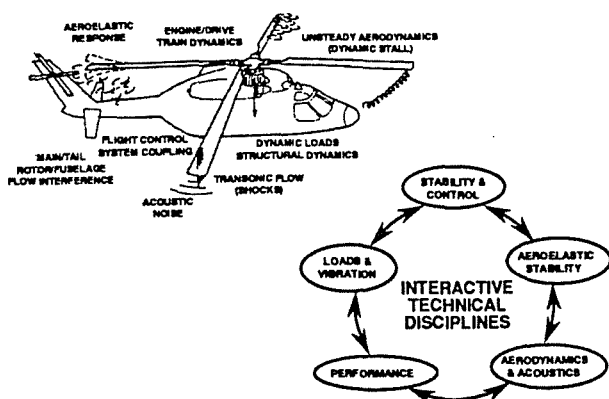 AEROELASTIC
RESPONSE
ENGINE/DRIVE
TRAIN DYNAMICS
UNSTEADY AERODYNAMICS
(DYNAMIC STALL)
FLIGHT CONTROL
SYSTEM COUPLING
DYNAMIC LOADS
STRUCTURAL DYNAMICS
MAIN/TAIL
ROTOR/FUSELAGE
FLOW INTERFERENCE
TRANSONIC FLOW
(SHOCKS)
ACOUSTIC
NOISE
STABILITY &
CONTROL
LOADS &
VIBRATION
AEROELASTIC
STABILITY
INTERACTIVE
TECHNICAL
DISCIPLINES
PERFORMANCE
AERODYNAMICS
& ACOUSTICS